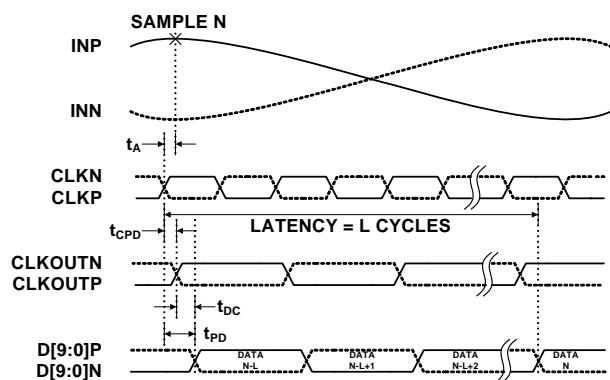 SAMPLE N
INP
INN
tA
CLKN
CLKP
LATENCY = L CYCLES
tCPD
CLKOUTN
CLKOUTP
tDC
tPD
D[9:0]P
D[9:0]N
DATA
N-L
DATA
N-L+1
DATA
N-L+2
DATA
N